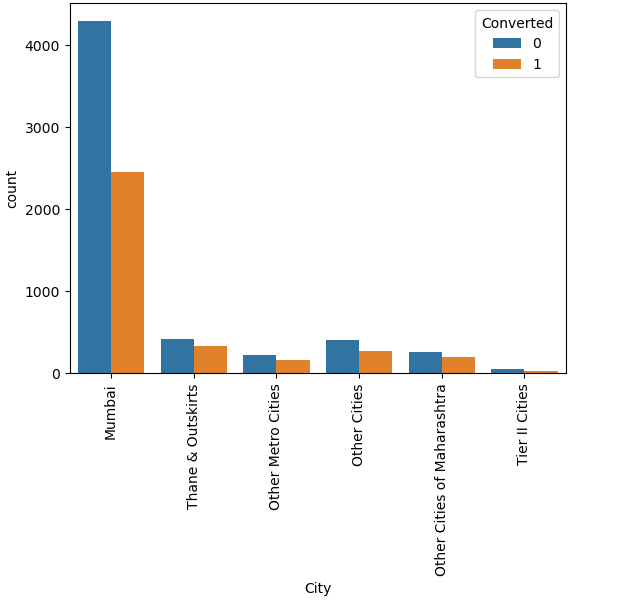 Converted
0
1
4000
3000
2000
1000
0
count
Mumbai
Thane & Outskirts
Other Metro Cities
Other Cities
Other Cities of Maharashtra
Tier II Cities
City